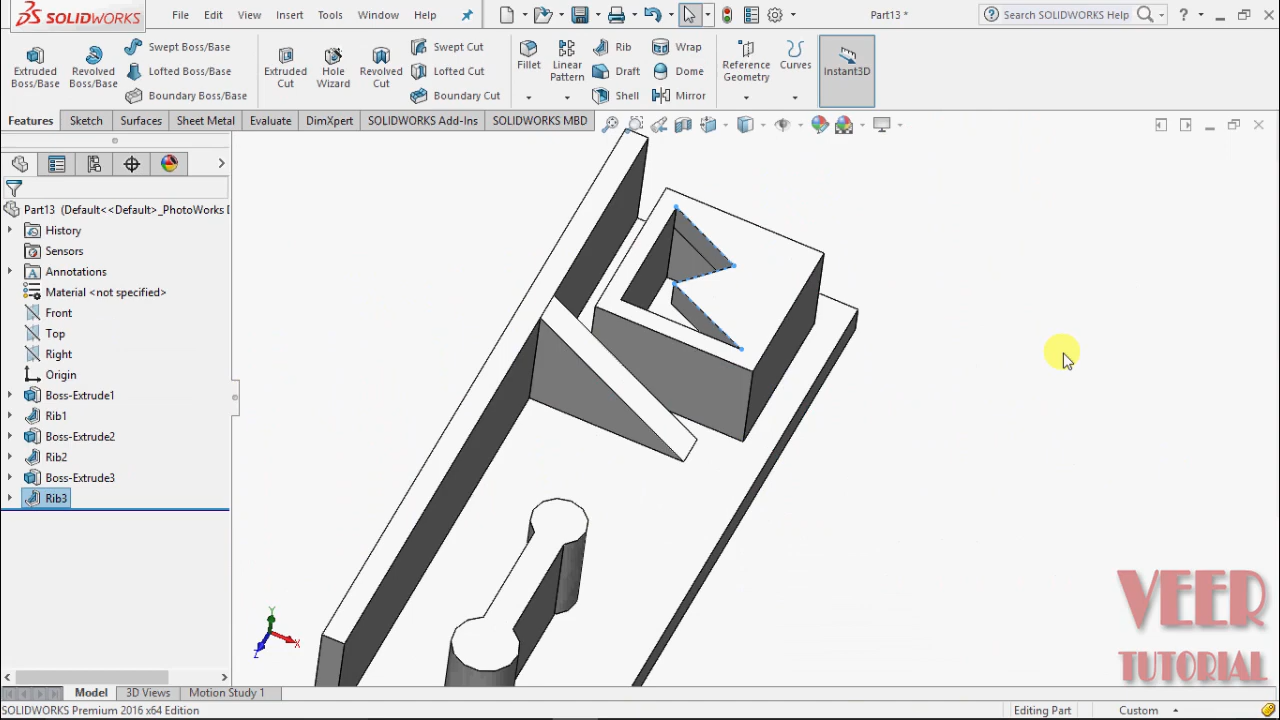 SOLIDWORKS File Edit View Insert Tools Window Help Part13 * Search SOLIDWORKS Help ?
Extruded Boss/Base Revolved Boss/Base Swept Boss/Base Lofted Boss/Base Boundary Boss/Base Extruded Cut Hole Wizard Revolved Cut Swept Cut Lofted Cut Boundary Cut Fillet Linear Pattern Rib Draft Shell Wrap Dome Mirror Reference Geometry Curves Instant3D
Features Sketch Surfaces Sheet Metal Evaluate DimXpert SOLIDWORKS Add-Ins SOLIDWORKS MBD
Part13 (Default<<Default>_PhotoWorks
History
Sensors
Annotations
Material <not specified>
Front
Top
Right
Origin
Boss-Extrude1
Rib1
Boss-Extrude2
Rib2
Boss-Extrude3
Rib3
Y
X
Z
VEER
TUTORIAL
Model 3D Views Motion Study 1
SOLIDWORKS Premium 2016 x64 Edition Editing Part Custom